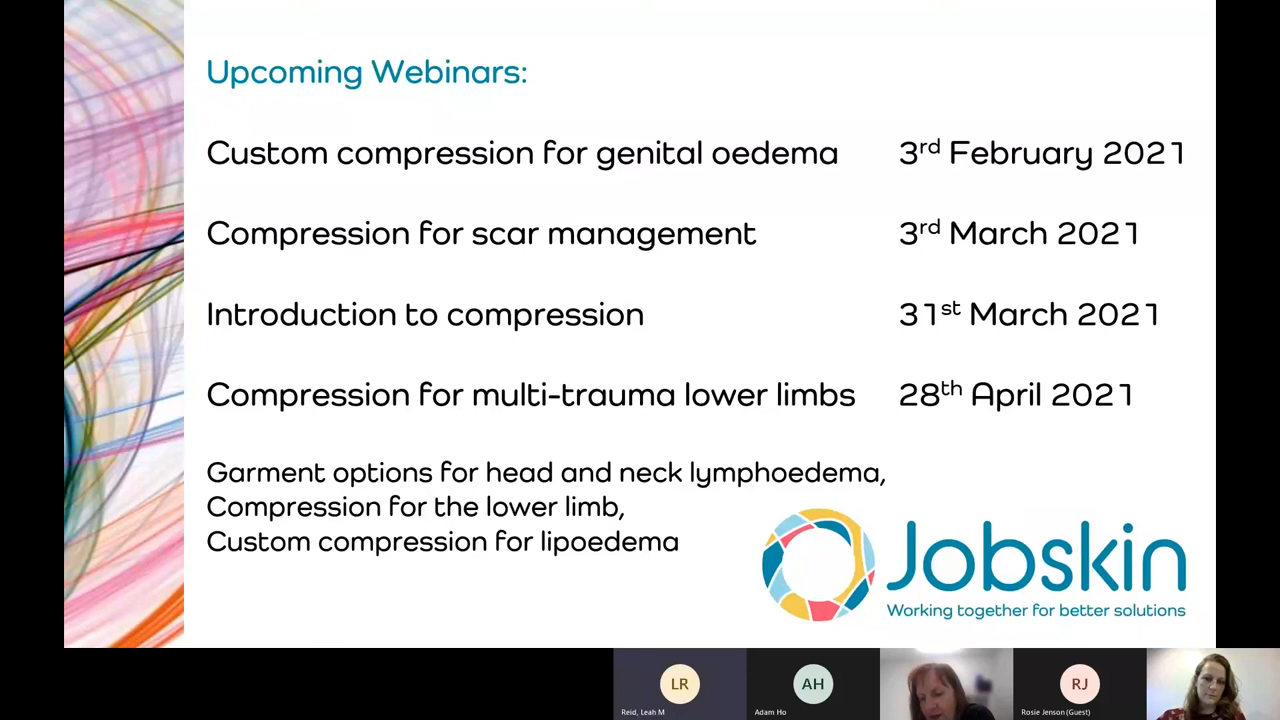 Upcoming Webinars:
Custom compression for genital oedema 3rd February 2021
Compression for scar management 3rd March 2021
Introduction to compression 31st March 2021
Compression for multi-trauma lower limbs 28th April 2021
Garment options for head and neck lymphoedema,
Compression for the lower limb,
Custom compression for lipoedema
Jobskin
Working together for better solutions
LR AH RJ
Reid, Leah M Adam Ho Rosie Jenson (Guest)